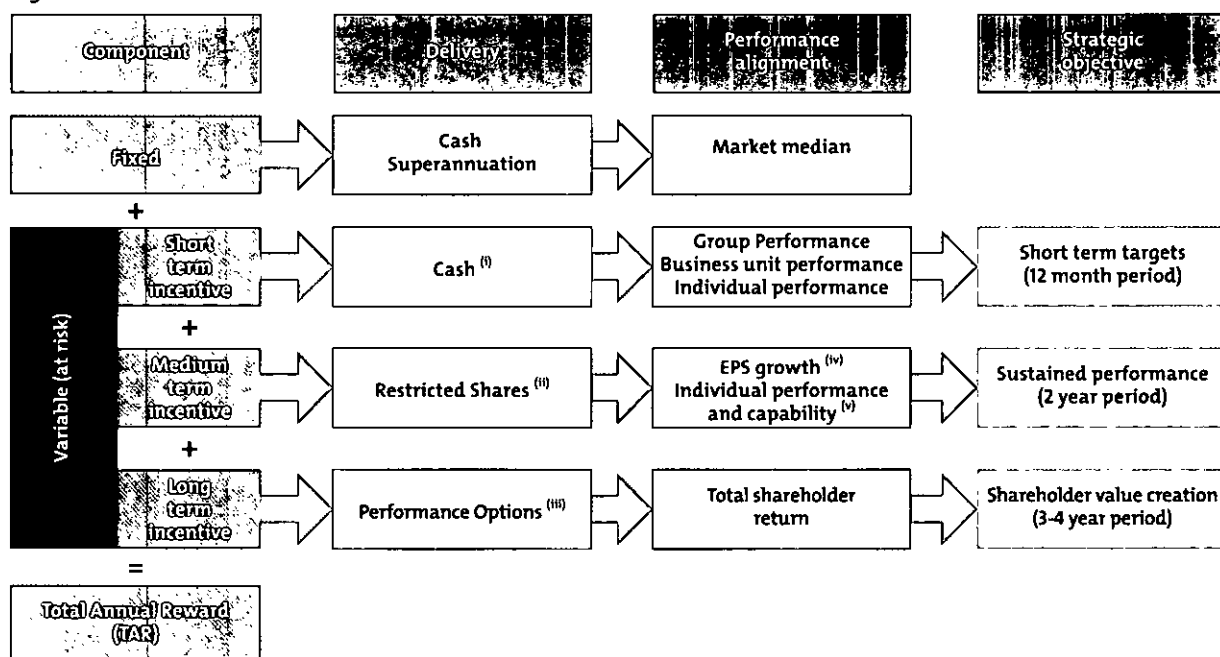 Component
Delivery
Performance
alignment
Strategic
objective
Fixed
Cash
Superannuation
Market median
+
Variable (at risk)
Short
term
incentive
Cash (i)
Group Performance
Business unit performance
Individual performance
Short term targets
(12 month period)
+
Medium
term
incentive
Restricted Shares (ii)
EPS growth (iv)
Individual performance
and capability (v)
Sustained performance
(2 year period)
+
Long
term
incentive
Performance Options (iii)
Total shareholder
return
Shareholder value creation
(3-4 year period)
=
Total Annual Reward
(TAR)